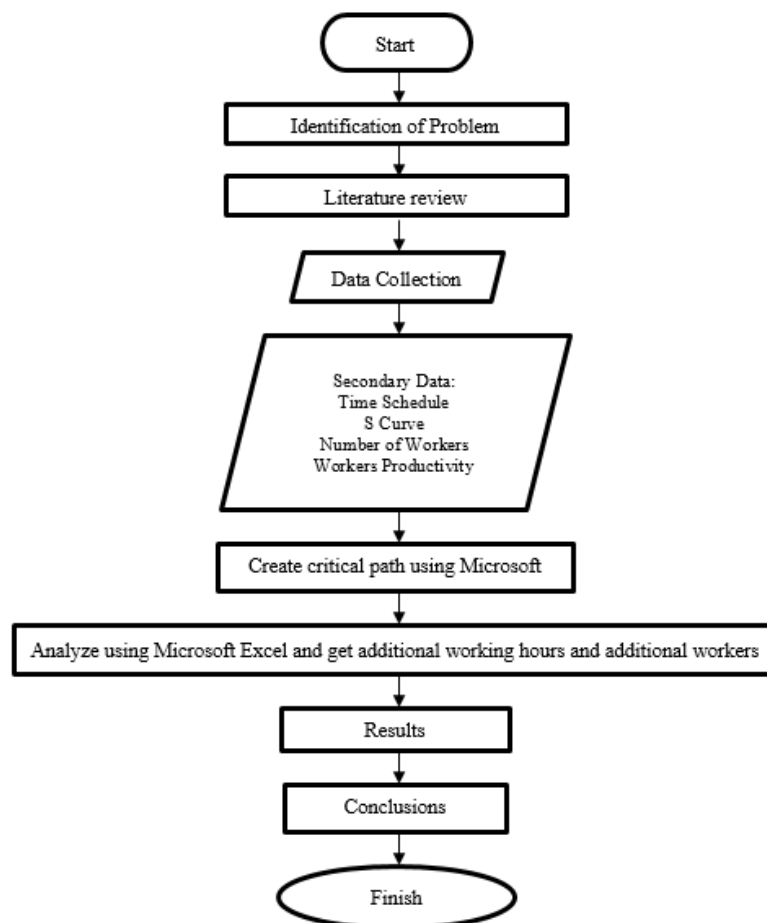 Start
Identification of Problem
Literature review
Data Collection
Secondary Data:
Time Schedule
S Curve
Number of Workers
Workers Productivity
Create critical path using Microsoft
Analyze using Microsoft Excel and get additional working hours and additional workers
Results
Conclusions
Finish